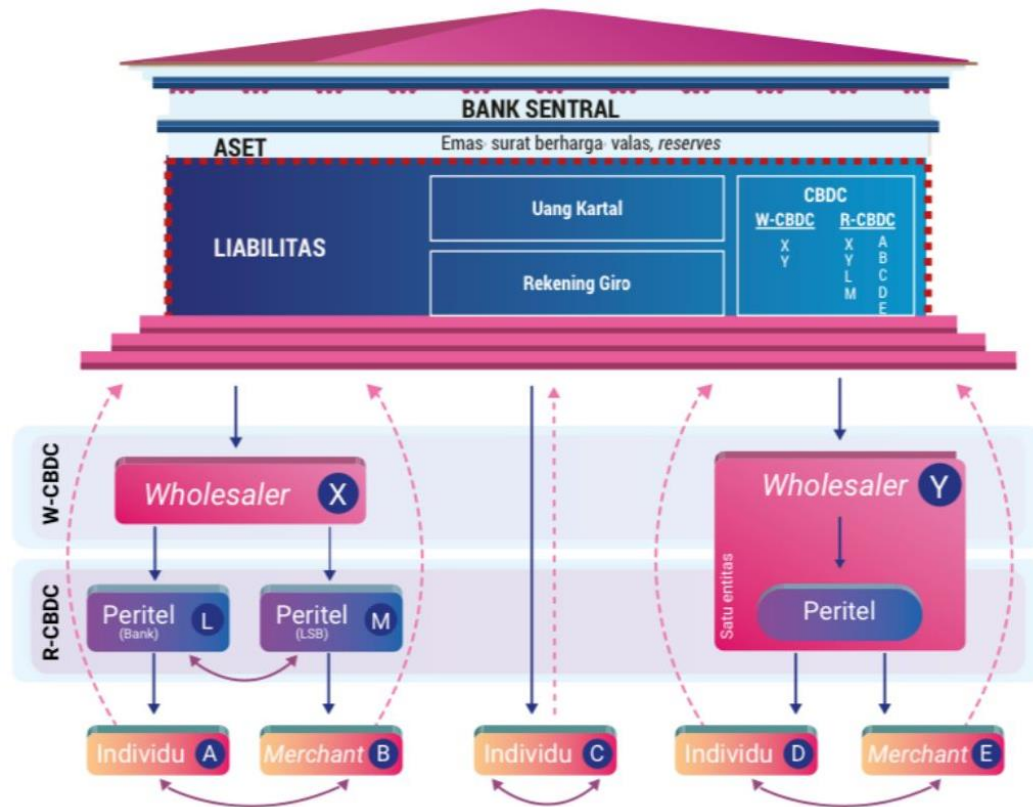 BANK SENTRAL
ASET
Emas, surat berharga, valas, reserves
LIABILITAS
Uang Kartal
Rekening Giro
CBDC
W-CBDC R-CBDC
X X A
Y Y B
L C
M D
E
W-CBDC
Wholesaler X
Wholesaler Y
R-CBDC
Peritel
(Bank)
L
Peritel
(LSB)
M
Satu entitas
Peritel
Individu A
Merchant B
Individu C
Individu D
Merchant E